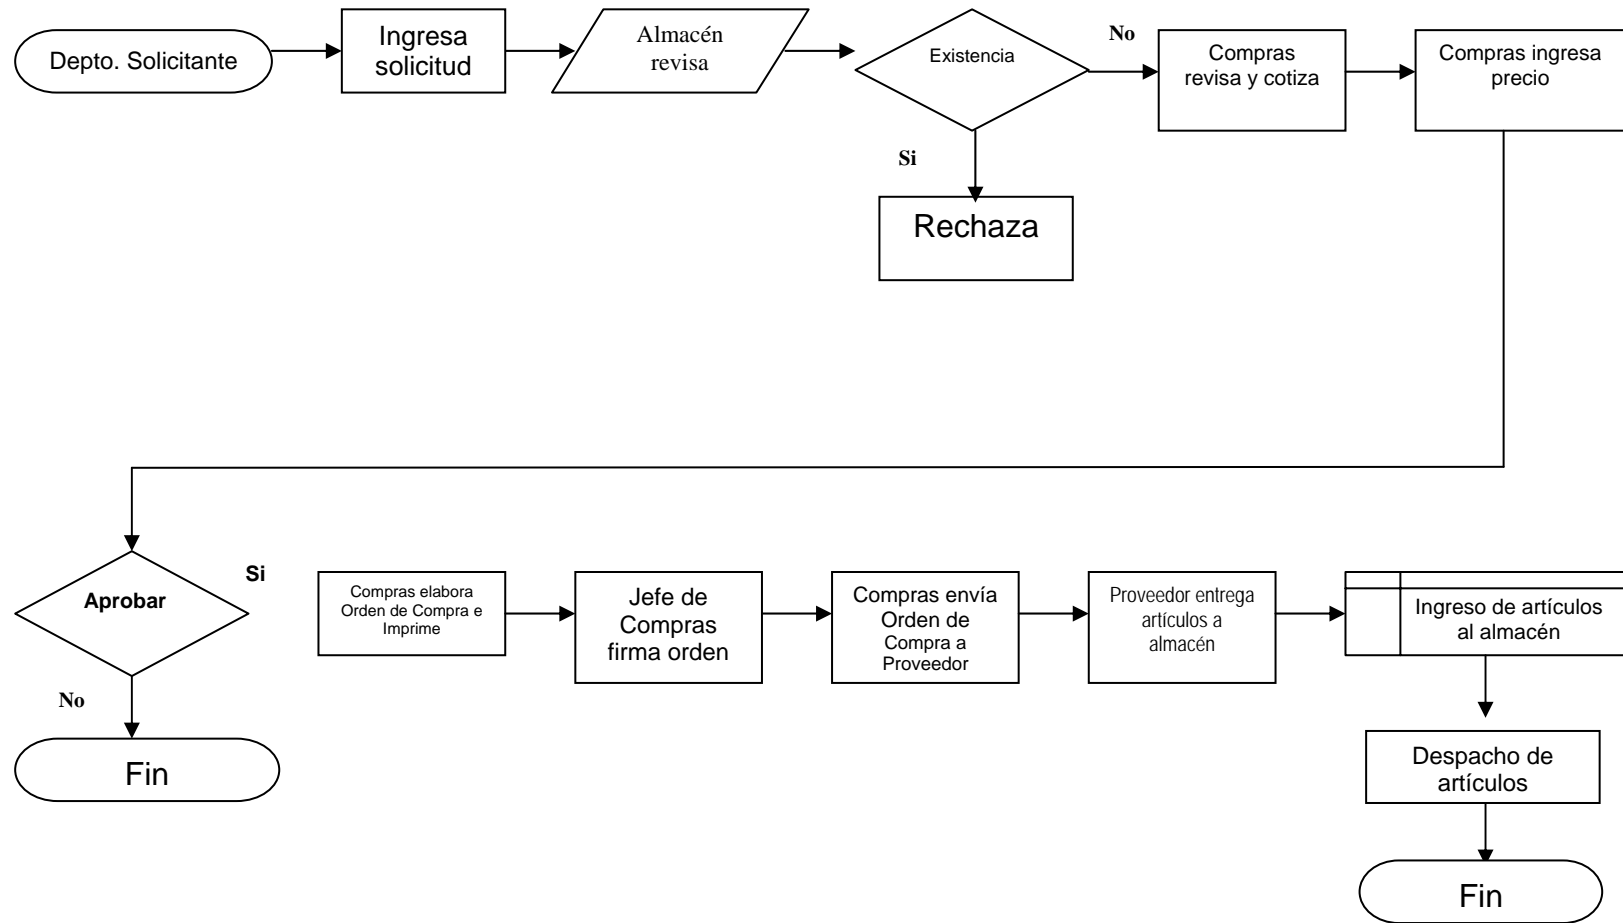 Depto. Solicitante
Ingresa
solicitud
Almacén
revisa
Existencia
No
Compras
revisa y cotiza
Compras ingresa
precio
Si
Rechaza
Aprobar
Si
Compras elabora
Orden de Compra e
Imprime
Jefe de
Compras
firma orden
Compras envía
Orden de
Compra a
Proveedor
Proveedor entrega
artículos a
almacén
Ingreso de artículos
al almacén
No
Fin
Despacho de
artículos
Fin